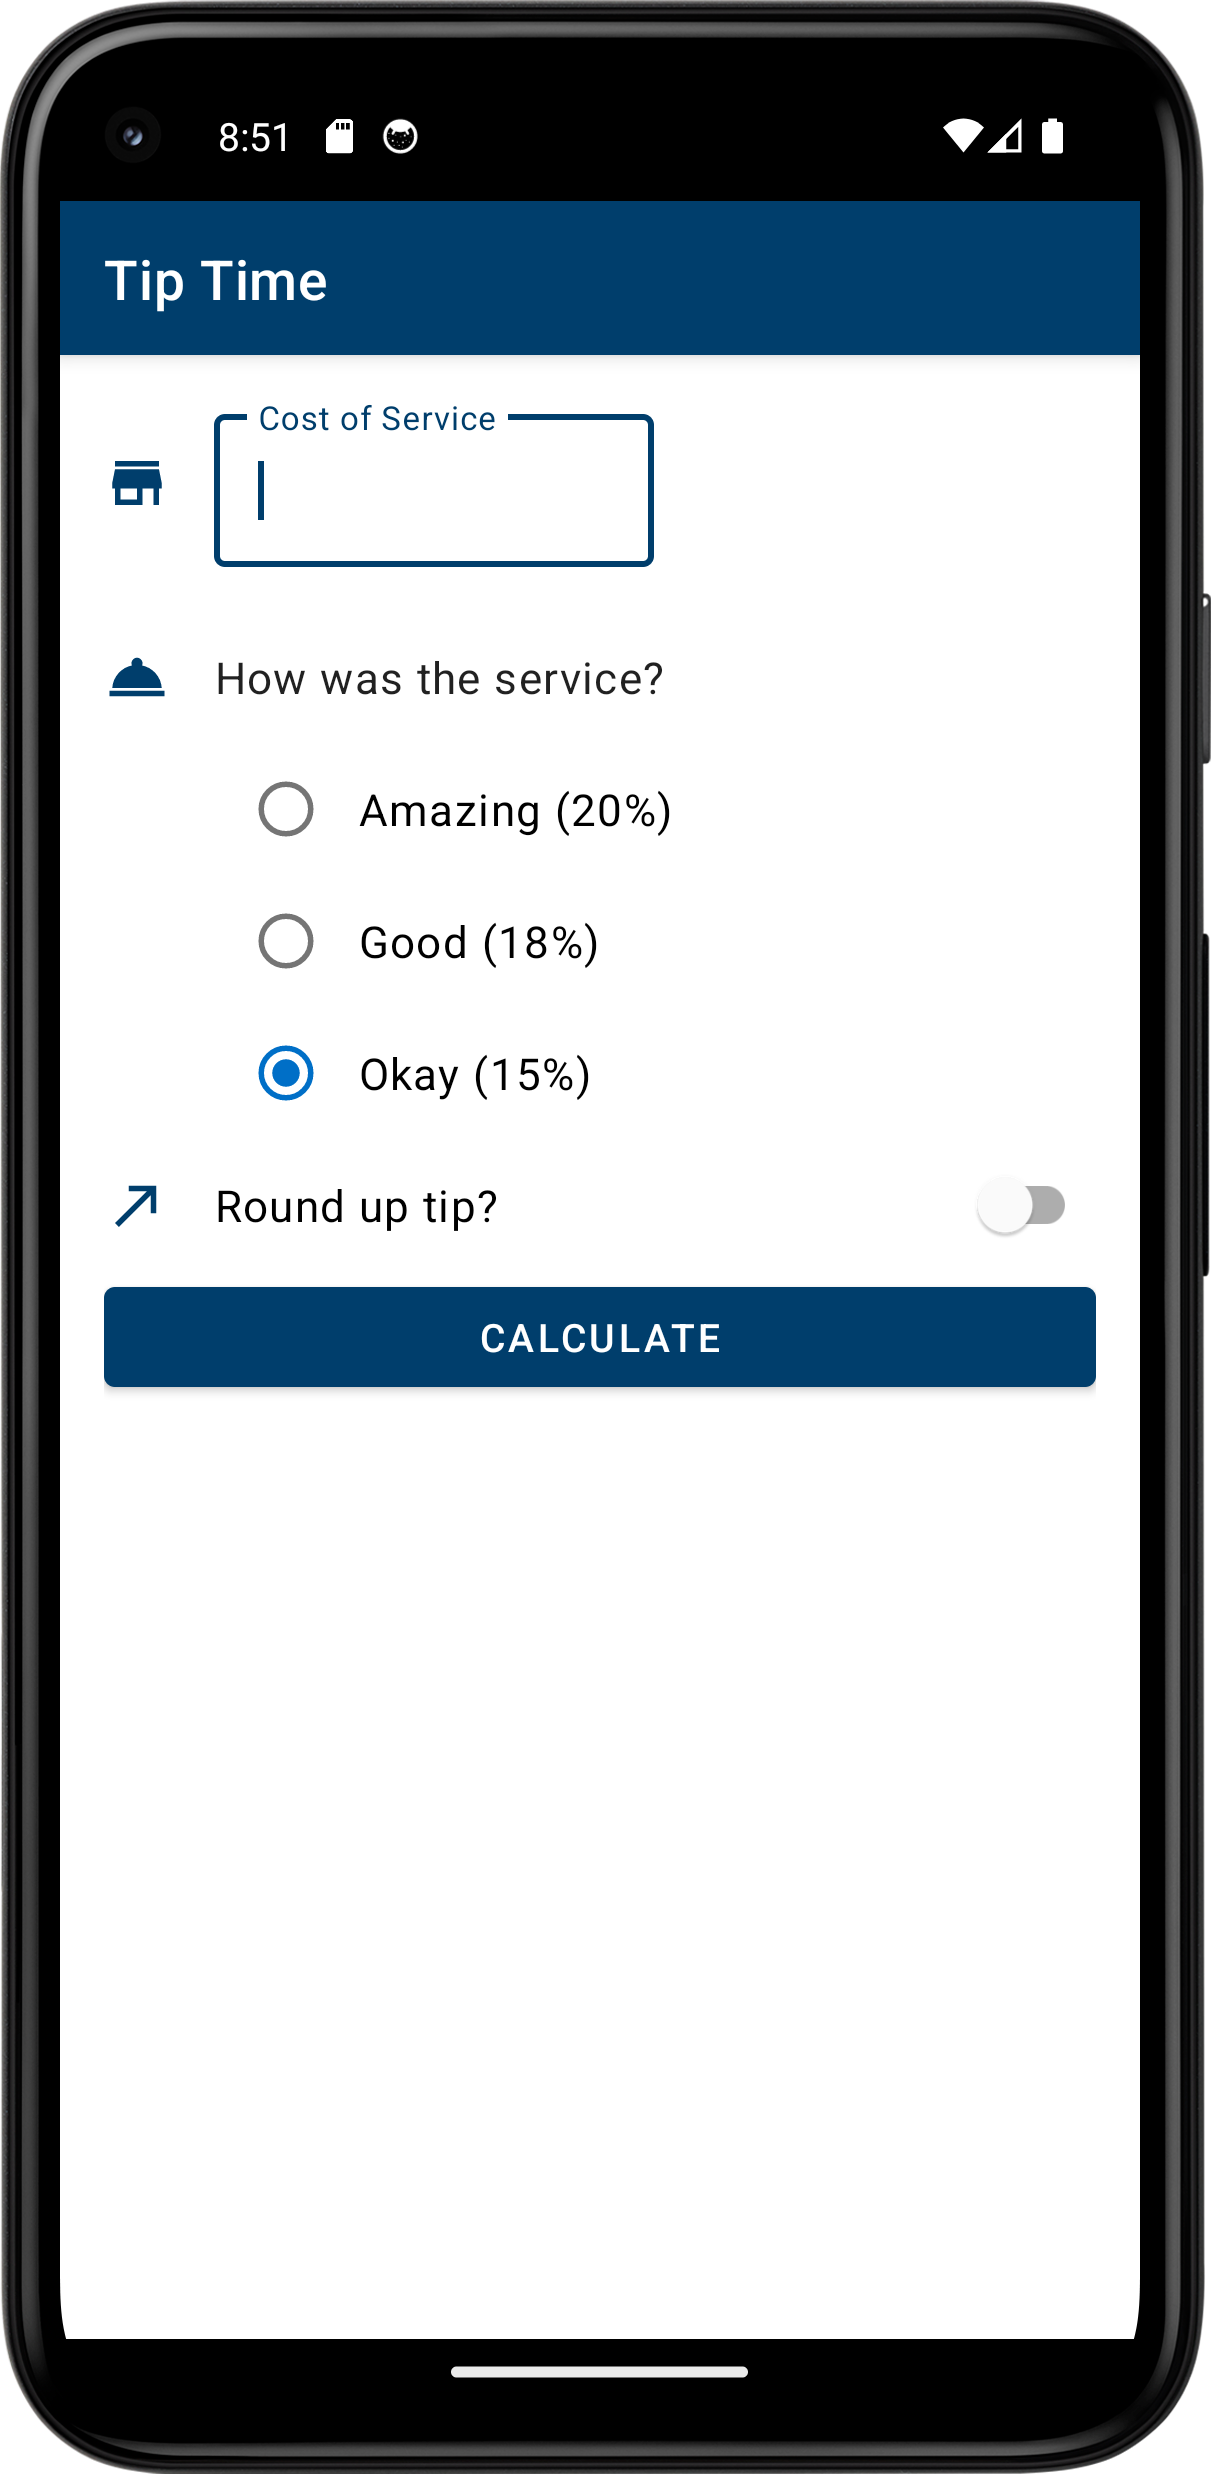 8:51
Tip Time
Cost of Service
How was the service?
Amazing (20%)
Good (18%)
Okay (15%)
Round up tip?
CALCULATE